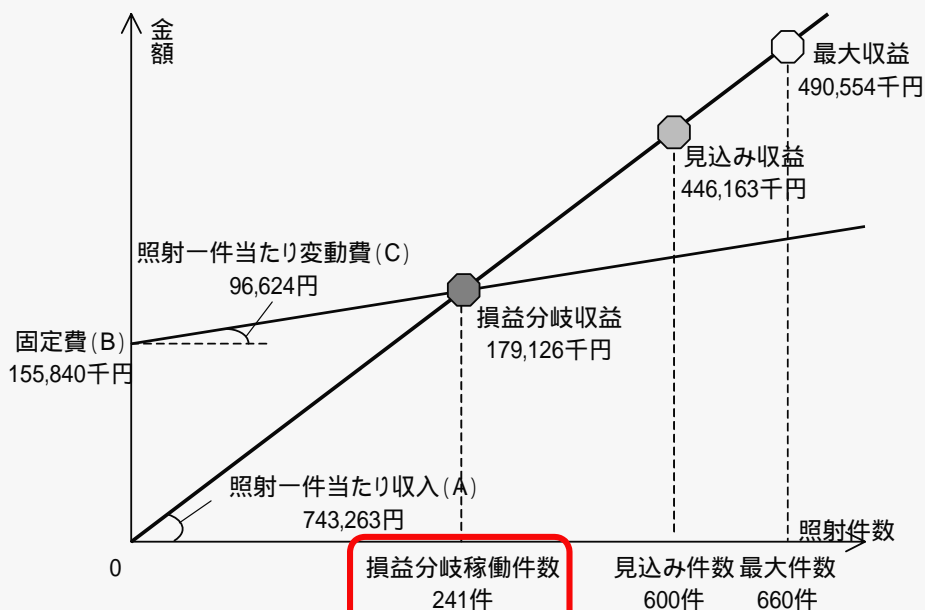 金
額
最大収益
490,554千円
見込み収益
446,163千円
照射一件当たり変動費(C)
96,624円
損益分岐収益
179,126千円
固定費(B)
155,840千円
照射一件当たり収入(A)
743,263円
照射件数
0
損益分岐稼働件数
241件
見込み件数
600件
最大件数
660件